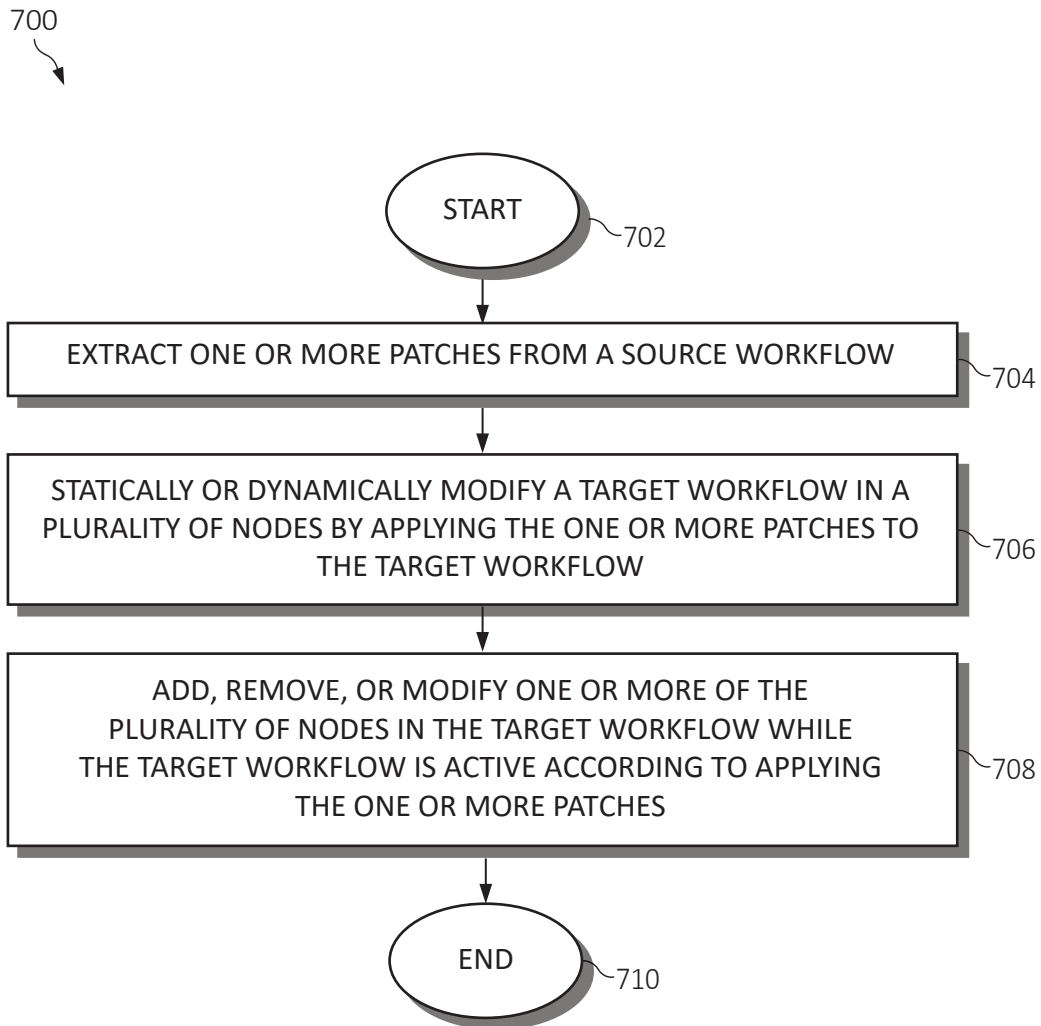 700
START
702
EXTRACT ONE OR MORE PATCHES FROM A SOURCE WORKFLOW
704
STATICALLY OR DYNAMICALLY MODIFY A TARGET WORKFLOW IN A
PLURALITY OF NODES BY APPLYING THE ONE OR MORE PATCHES TO
THE TARGET WORKFLOW
706
ADD, REMOVE, OR MODIFY ONE OR MORE OF THE
PLURALITY OF NODES IN THE TARGET WORKFLOW WHILE
THE TARGET WORKFLOW IS ACTIVE ACCORDING TO APPLYING
THE ONE OR MORE PATCHES
708
END
710